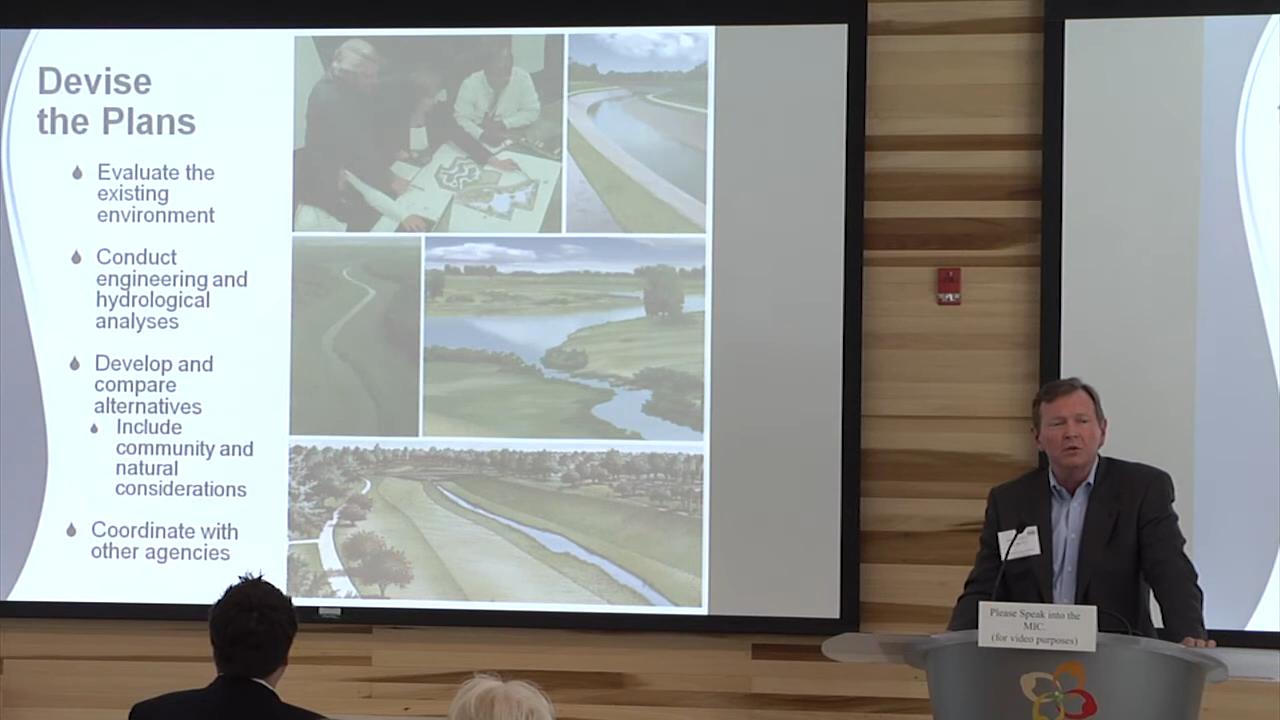 Devise
the Plans
Evaluate the
existing
environment
Conduct
engineering and
hydrological
analyses
Develop and
compare
alternatives
Include
community and
natural
considerations
Coordinate with
other agencies
Please Speak into the
MIC.
(for video purposes)